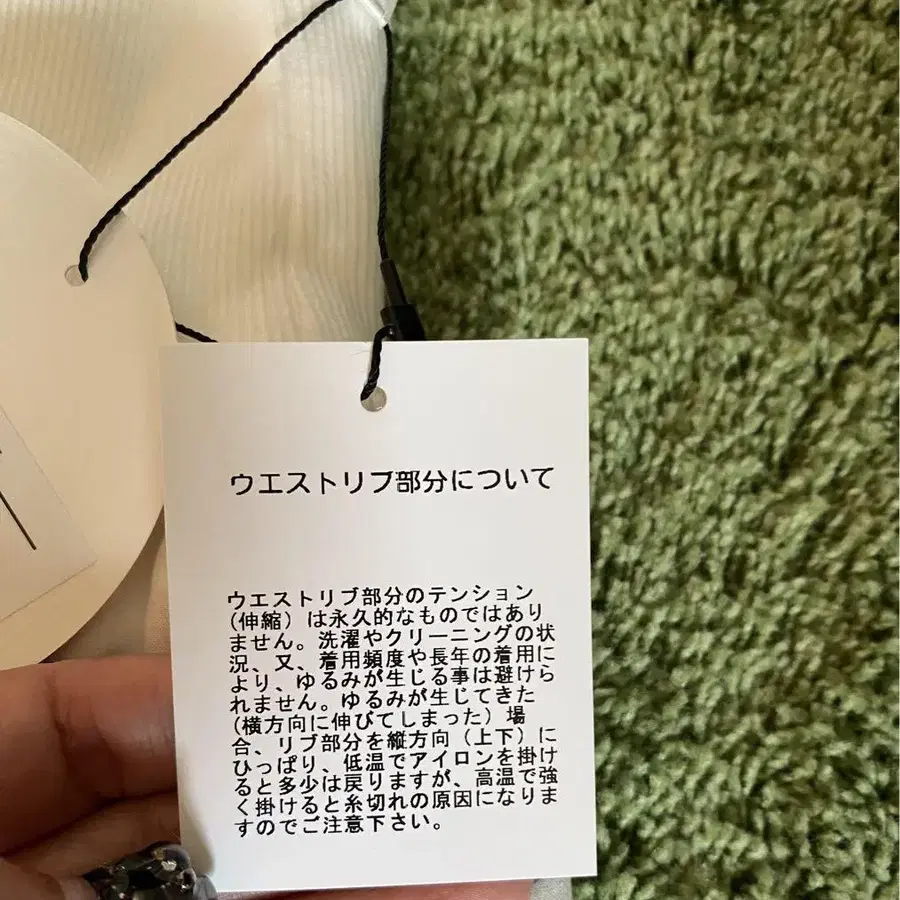 ウエストリブ部分について
ウエストリブ部分のテンション
(伸縮)は永久的なものではあり
ません。洗濯やクリーニングの状
況、又、着用頻度や長年の着用に
より、ゆるみが生じる事は避けら
れません。ゆるみが生じてきた
(横方向に伸びてしまった)場
合、リブ部分を縦方向(上下)に
ひっぱり、低温でアイロンを掛け
ると多少は戻りますが、高温で強
く掛けると糸切れの原因になりま
すのでご注意下さい。